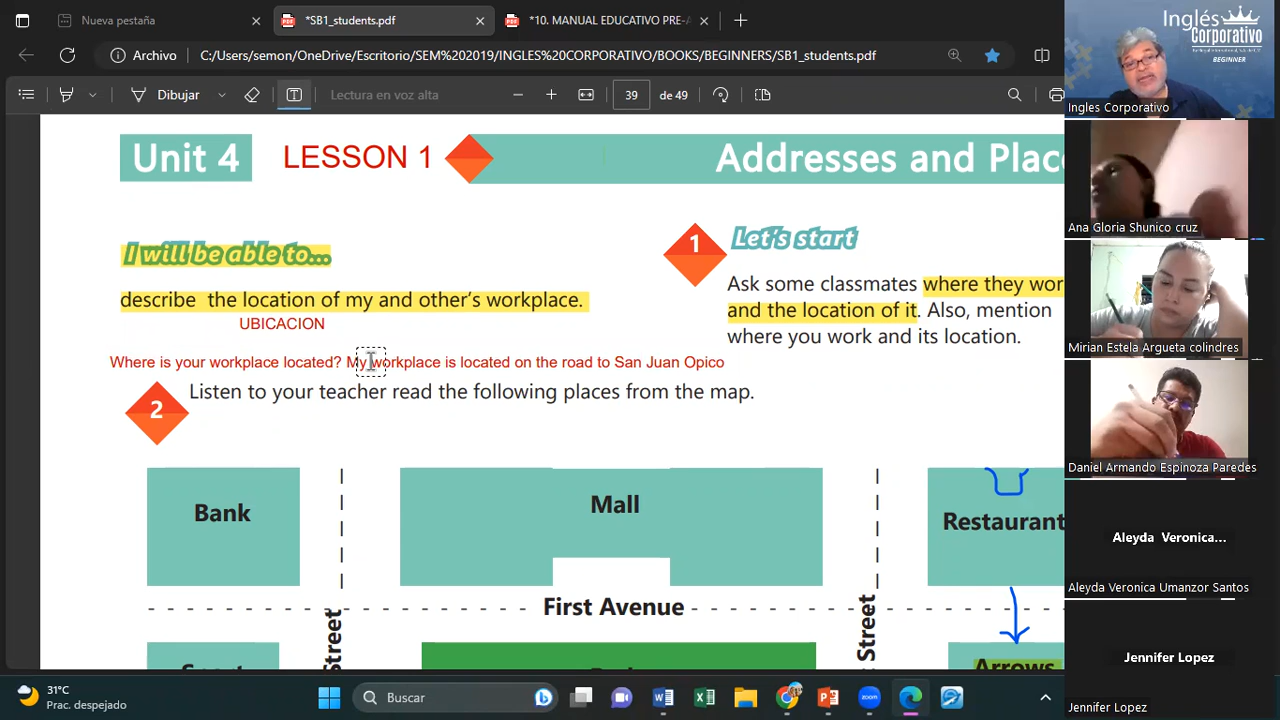 Nueva pestaña
*SB1_students.pdf
*10. MANUAL EDUCATIVO PRE-A
Archivo
C:/Users/semon/OneDrive/Escritorio/SEM%202019/INGLES%20CORPORATIVO/BOOKS/BEGINNERS/SB1_students.pdf
Dibujar
Lectura en voz alta
39
de 49
Unit 4
LESSON 1
Addresses and Plac
I will be able to...
describe the location of my and other's workplace.
UBICACION
1
Let's start
Ask some classmates where they wor
and the location of it. Also, mention
where you work and its location.
Where is your workplace located? My workplace is located on the road to San Juan Opico
2
Listen to your teacher read the following places from the map.
Bank
Mall
Restaurant
First Avenue
Street
Street
Arrows
Inglés
Corporativo
BEGINNER
Ingles Corporativo
Ana Gloria Shunico cruz
Mirian Estela Argueta colindres
Daniel Armando Espinoza Paredes
Aleyda Veronica...
Aleyda Veronica Umanzor Santos
Jennifer Lopez
Jennifer Lopez
31°C
Prac. despejado
Buscar
zoom